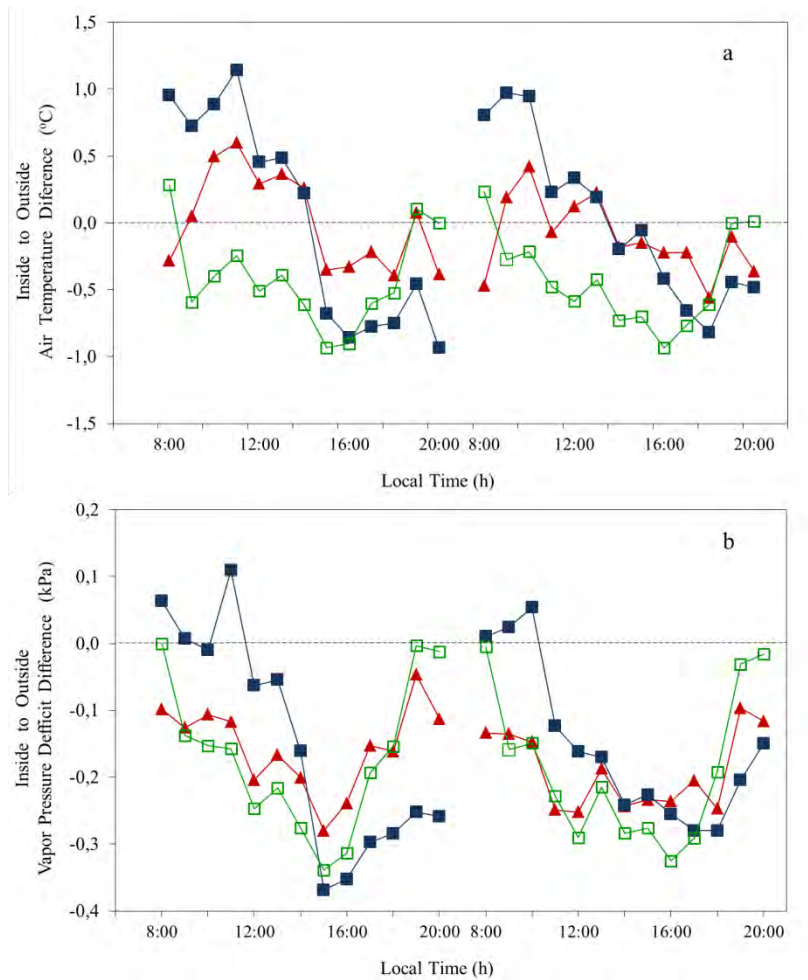 1,5
1,0
0,5
0,0
-0,5
-1,0
-1,5
Inside to Outside
Air Temperature Diference (ºC)
a
8:00 12:00 16:00 20:00 8:00 12:00 16:00 20:00
Local Time (h)
0,2
0,1
0,0
-0,1
-0,2
-0,3
-0,4
Inside to Outside
Vapor Pressure Defficit Difference (kPa)
b
8:00 12:00 16:00 20:00 8:00 12:00 16:00 20:00
Local Time (h)